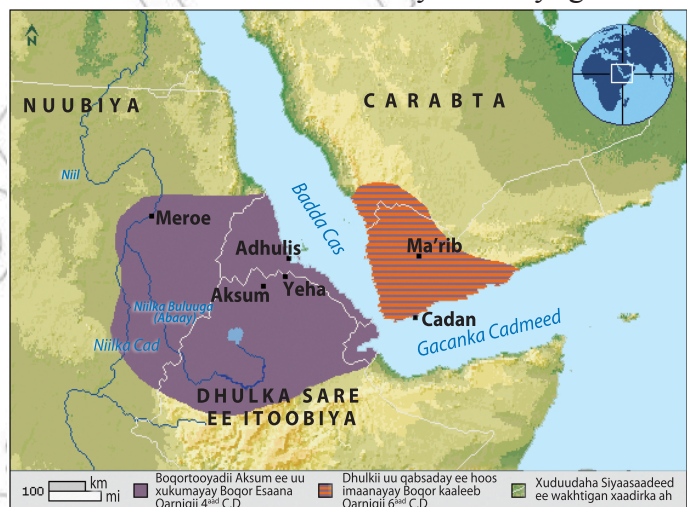 N
NUUBIYA
CARABTA
Niil
Badda Cas
Meroe
Adhulis
Ma'rib
Aksum
Yeha
Niilka Buluuga
(Abaay)
Cadan
Niilka Cad
Gacanka Cadmeed
DHULKA SARE
EE ITOOBIYA
100
km
mi
Boqortooyadii Aksum ee uu
xukumayay Boqor Esaana
Qarnigii 4aad C.D
Dhulkii uu qabsaday ee hoos
imaanayay Boqor kaaleeb
Qarnigii 6aad C.D
Xuduudaha Siyaasaadeed
ee wakhtigan xaadirka ah